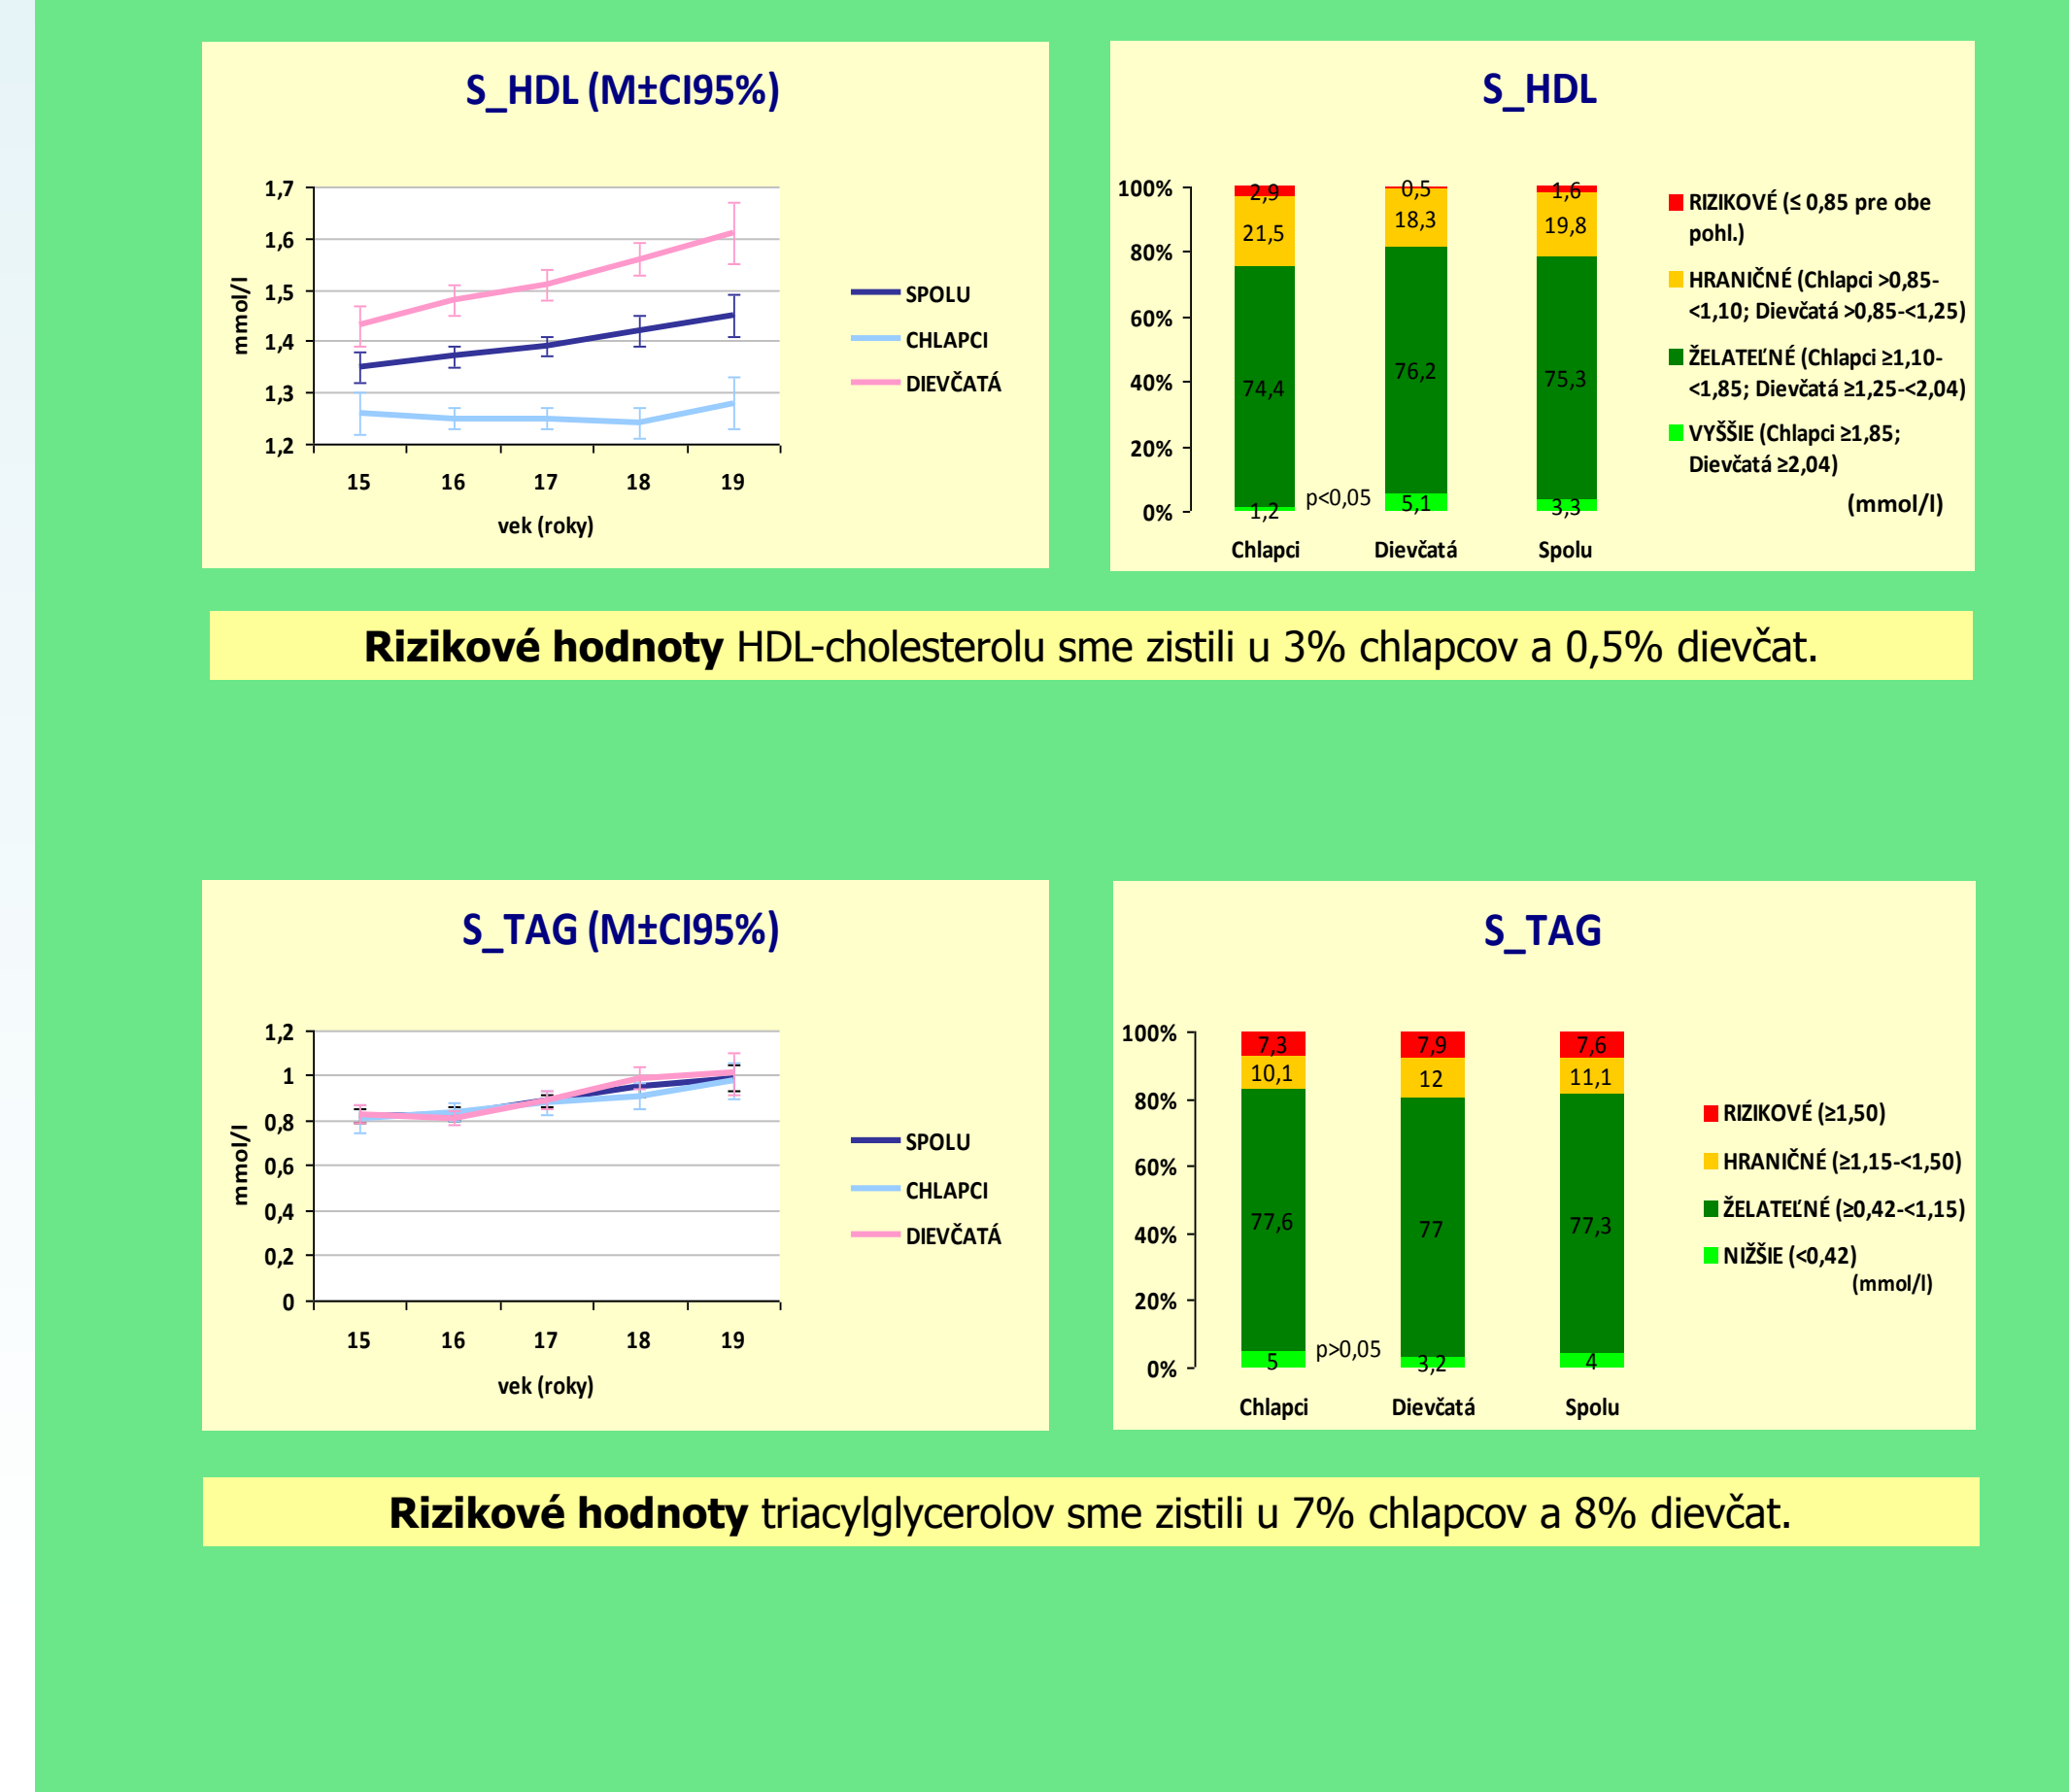 S_HDL (M±CI95%)
1,7
1,6
1,5
1,4
1,3
1,2
mmol/l
15 16 17 18 19
vek (roky)
SPOLU
CHLAPCI
DIEVČATÁ
S_HDL
100%
80%
60%
40%
20%
0%
2,9 0,5 1,6
21,5 18,3 19,8
74,4 76,2 75,3
1,2 p<0,05 5,1 3,3
Chlapci Dievčatá Spolu
RIZIKOVÉ (≤ 0,85 pre obe
pohl.)
HRANIČNÉ (Chlapci >0,85-
<1,10; Dievčatá >0,85-<1,25)
ŽELATEĽNÉ (Chlapci ≥1,10-
<1,85; Dievčatá ≥1,25-<2,04)
VYŠŠIE (Chlapci ≥1,85;
Dievčatá ≥2,04)
(mmol/l)
Rizikové hodnoty HDL-cholesterolu sme zistili u 3% chlapcov a 0,5% dievčat.
S_TAG (M±CI95%)
1,2
1
0,8
0,6
0,4
0,2
0
mmol/l
15 16 17 18 19
vek (roky)
SPOLU
CHLAPCI
DIEVČATÁ
S_TAG
100%
80%
60%
40%
20%
0%
7,3 7,9 7,6
10,1 12 11,1
77,6 77 77,3
5 p>0,05 3,2 4
Chlapci Dievčatá Spolu
RIZIKOVÉ (≥1,50)
HRANIČNÉ (≥1,15-<1,50)
ŽELATEĽNÉ (≥0,42-<1,15)
NIŽŠIE (<0,42)
(mmol/l)
Rizikové hodnoty triacylglycerolov sme zistili u 7% chlapcov a 8% dievčat.